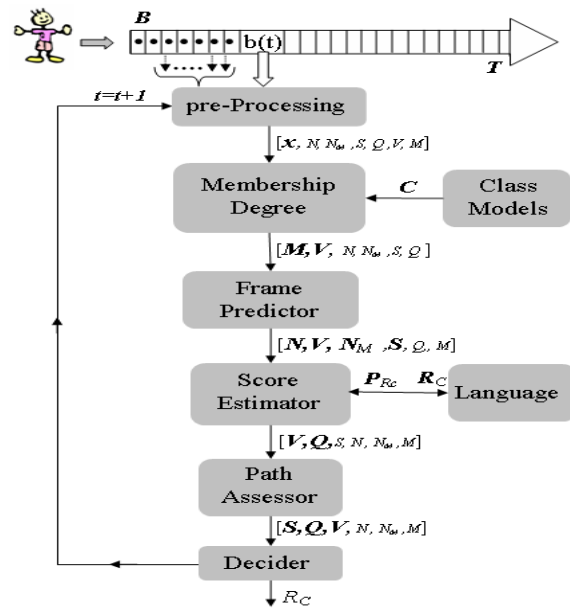 B
b(t)
T
t=t+1
pre-Processing
[x, N, N_M, S, Q, V, M]
Membership
Degree
C
Class
Models
[M, V, N, N_M, S, Q]
Frame
Predictor
[N, V, N_M, S, Q, M]
Score
Estimator
P_Rc R_C
Language
[V, Q, S, N, N_M, M]
Path
Assessor
[S, Q, V, N, N_M, M]
Decider
R_C